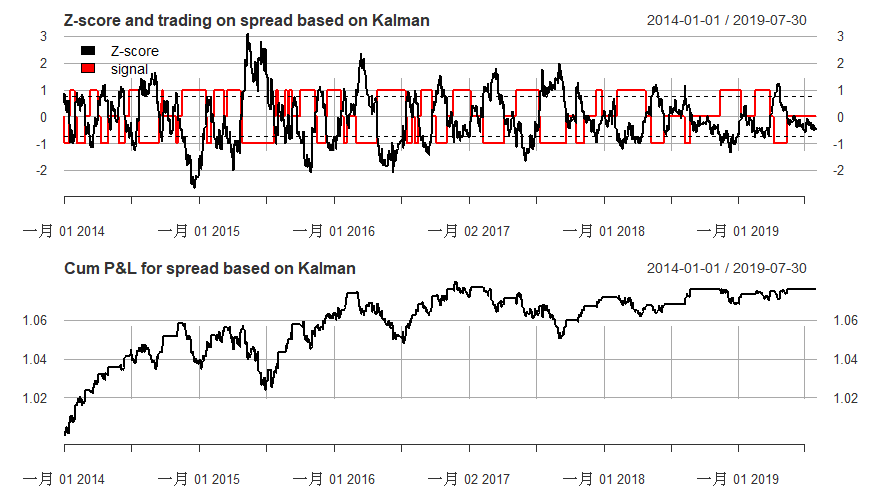 Z-score and trading on spread based on Kalman 2014-01-01 / 2019-07-30
3 3
Z-score
signal
2 2
1 1
0 0
-1 -1
-2 -2
一月 01 2014 一月 01 2015 一月 01 2016 一月 02 2017 一月 01 2018 一月 01 2019
Cum P&L for spread based on Kalman 2014-01-01 / 2019-07-30
1.06 1.06
1.04 1.04
1.02 1.02
一月 01 2014 一月 01 2015 一月 01 2016 一月 02 2017 一月 01 2018 一月 01 2019